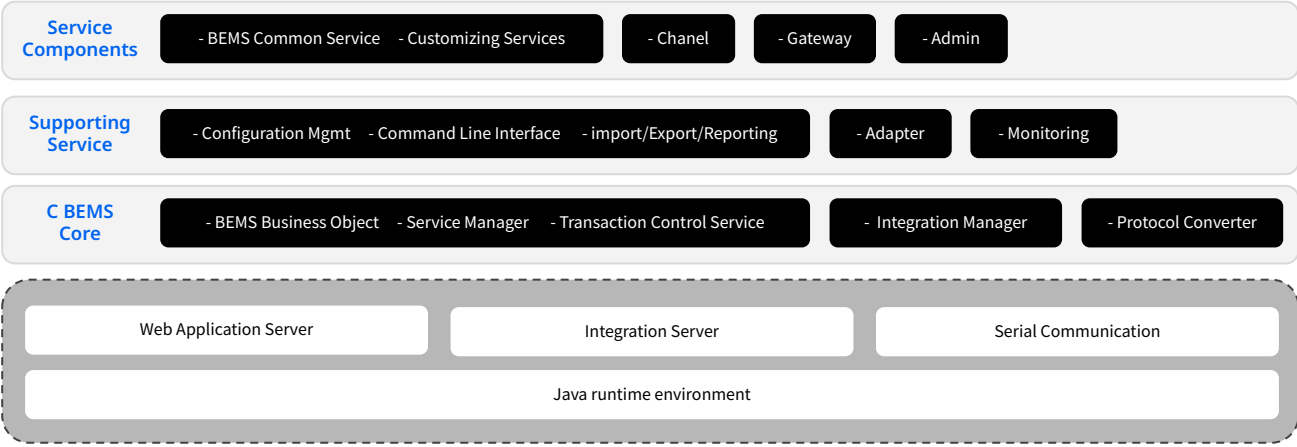 Service
Components
- BEMS Common Service - Customizing Services
- Chanel
- Gateway
- Admin
Supporting
Service
- Configuration Mgmt - Command Line Interface - import/Export/Reporting
- Adapter
- Monitoring
C BEMS
Core
- BEMS Business Object - Service Manager - Transaction Control Service
- Integration Manager
- Protocol Converter
Web Application Server
Integration Server
Serial Communication
Java runtime environment